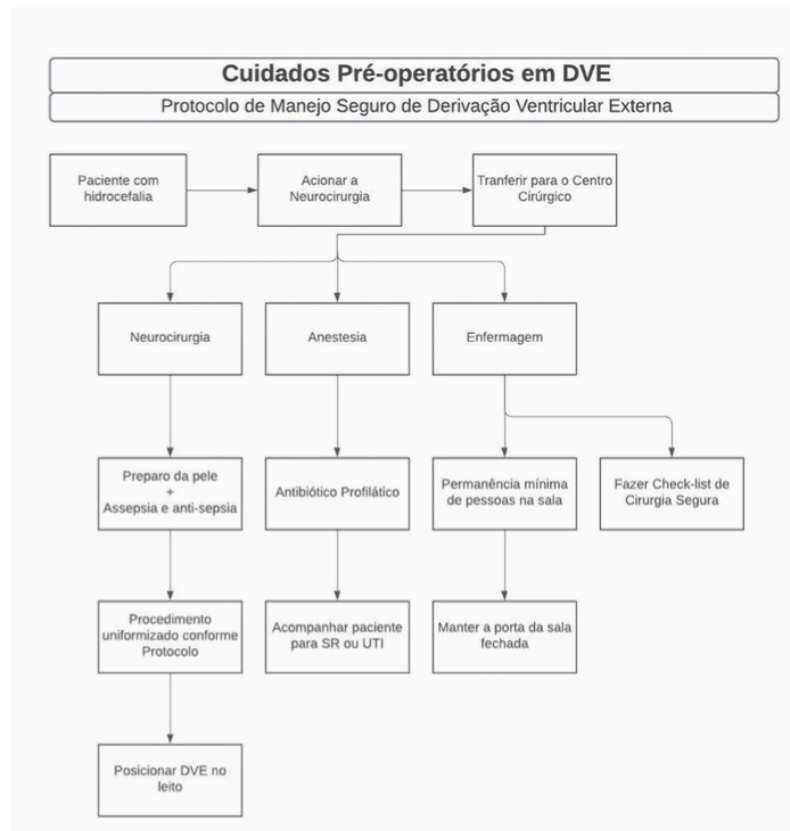 Cuidados Pré-operatórios em DVE
Protocolo de Manejo Seguro de Derivação Ventricular Externa
Paciente com
hidrocefalia
Acionar a
Neurocirurgia
Tranferir para o Centro
Cirúrgico
Neurocirurgia
Anestesia
Enfermagem
Preparo da pele
+
Assepsia e anti-sepsia
Antibiótico Profilático
Permanência mínima
de pessoas na sala
Fazer Check-list de
Cirurgia Segura
Procedimento
uniformizado conforme
Protocolo
Acompanhar paciente
para SR ou UTI
Manter a porta da sala
fechada
Posicionar DVE no
leito